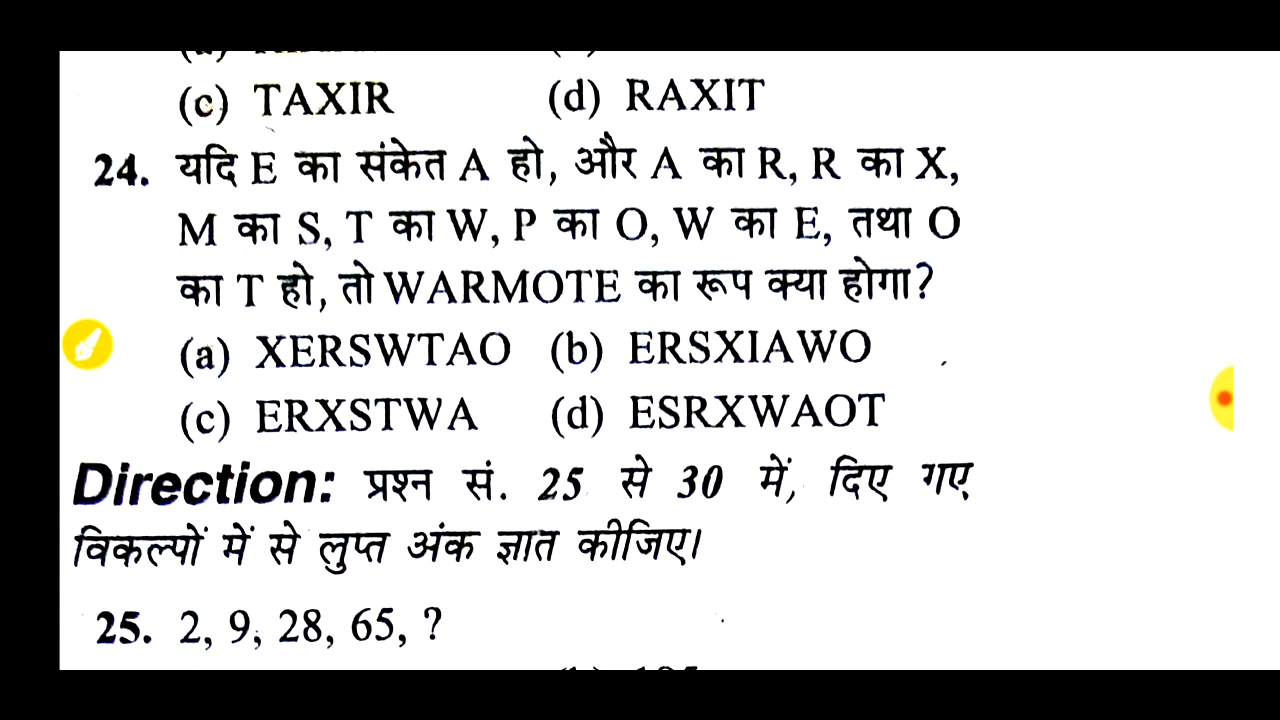 (c) TAXIR (d) RAXIT
24. यदि E का संकेत A हो, और A का R, R का X,
M का S, T का W, P का O, W का E, तथा O
का T हो, तो WARMOTE का रूप क्या होगा?
(a) XERSWTAO (b) ERSXIAWO
(c) ERXSTWA (d) ESRXWAOT
Direction: प्रश्न सं. 25 से 30 में, दिए गए
विकल्पों में से लुप्त अंक ज्ञात कीजिए।
25. 2, 9, 28, 65, ?